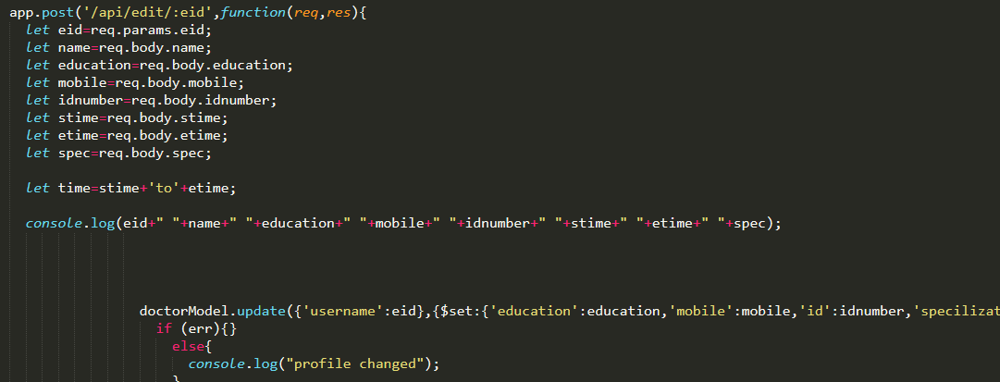 app.post('/api/edit/:eid',function(req,res){
let eid=req.params.eid;
let name=req.body.name;
let education=req.body.education;
let mobile=req.body.mobile;
let idnumber=req.body.idnumber;
let stime=req.body.stime;
let etime=req.body.etime;
let spec=req.body.spec;
let time=stime+'to'+etime;
console.log(eid+" "+name+" "+education+" "+mobile+" "+idnumber+" "+stime+" "+etime+" "+spec);
doctorModel.update({'username':eid},{$set:{'education':education,'mobile':mobile,'id':idnumber,'specilizat
if (err){}
else{
console.log("profile changed");
}